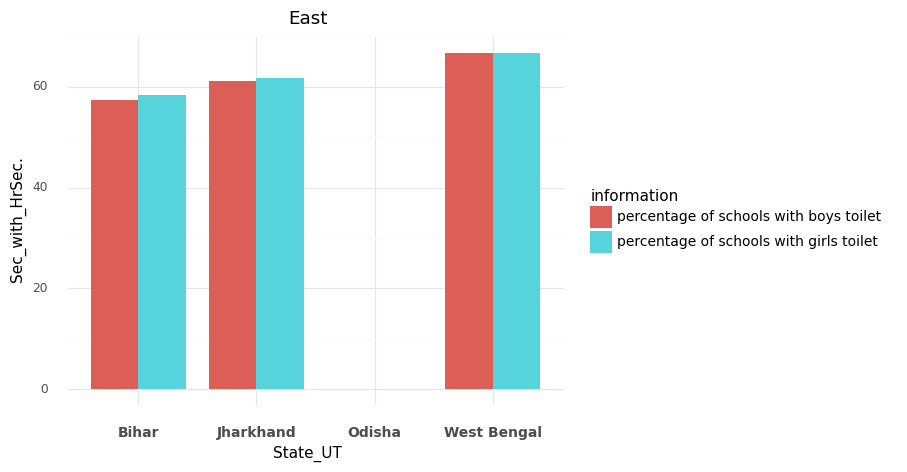 East
Sec_with_HrSec.
60
40
20
0
Bihar Jharkhand Odisha West Bengal
State_UT
information
percentage of schools with boys toilet
percentage of schools with girls toilet